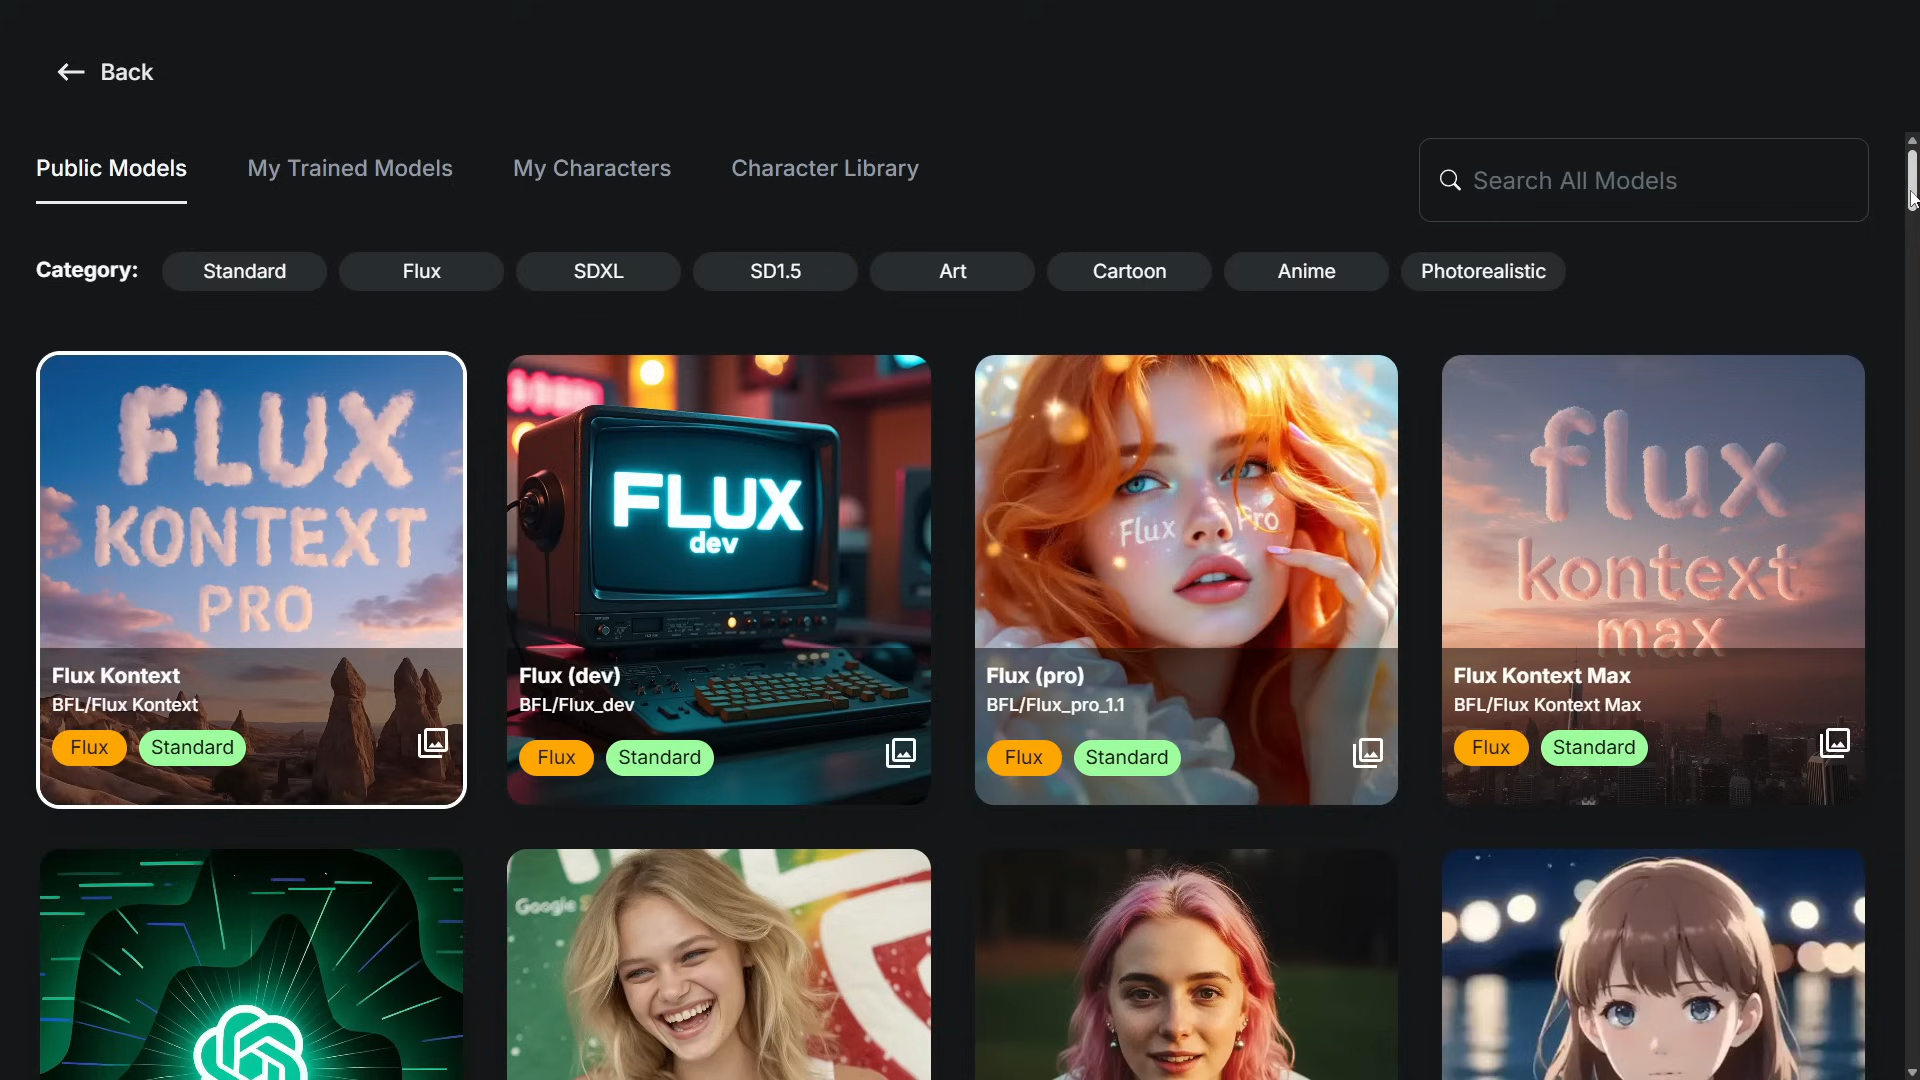 Back
Public Models
My Trained Models
My Characters
Character Library
Search All Models
Category:
Standard
Flux
SDXL
SD1.5
Art
Cartoon
Anime
Photorealistic
FLUX
KONTEXT
PRO
Flux Kontext
BFL/Flux Kontext
Flux
Standard
FLUX
dev
Flux (dev)
BFL/Flux_dev
Flux
Standard
Flux Pro
Flux (pro)
BFL/Flux_pro_1.1
Flux
Standard
flux
kontext
max
Flux Kontext Max
BFL/Flux Kontext Max
Flux
Standard
Google